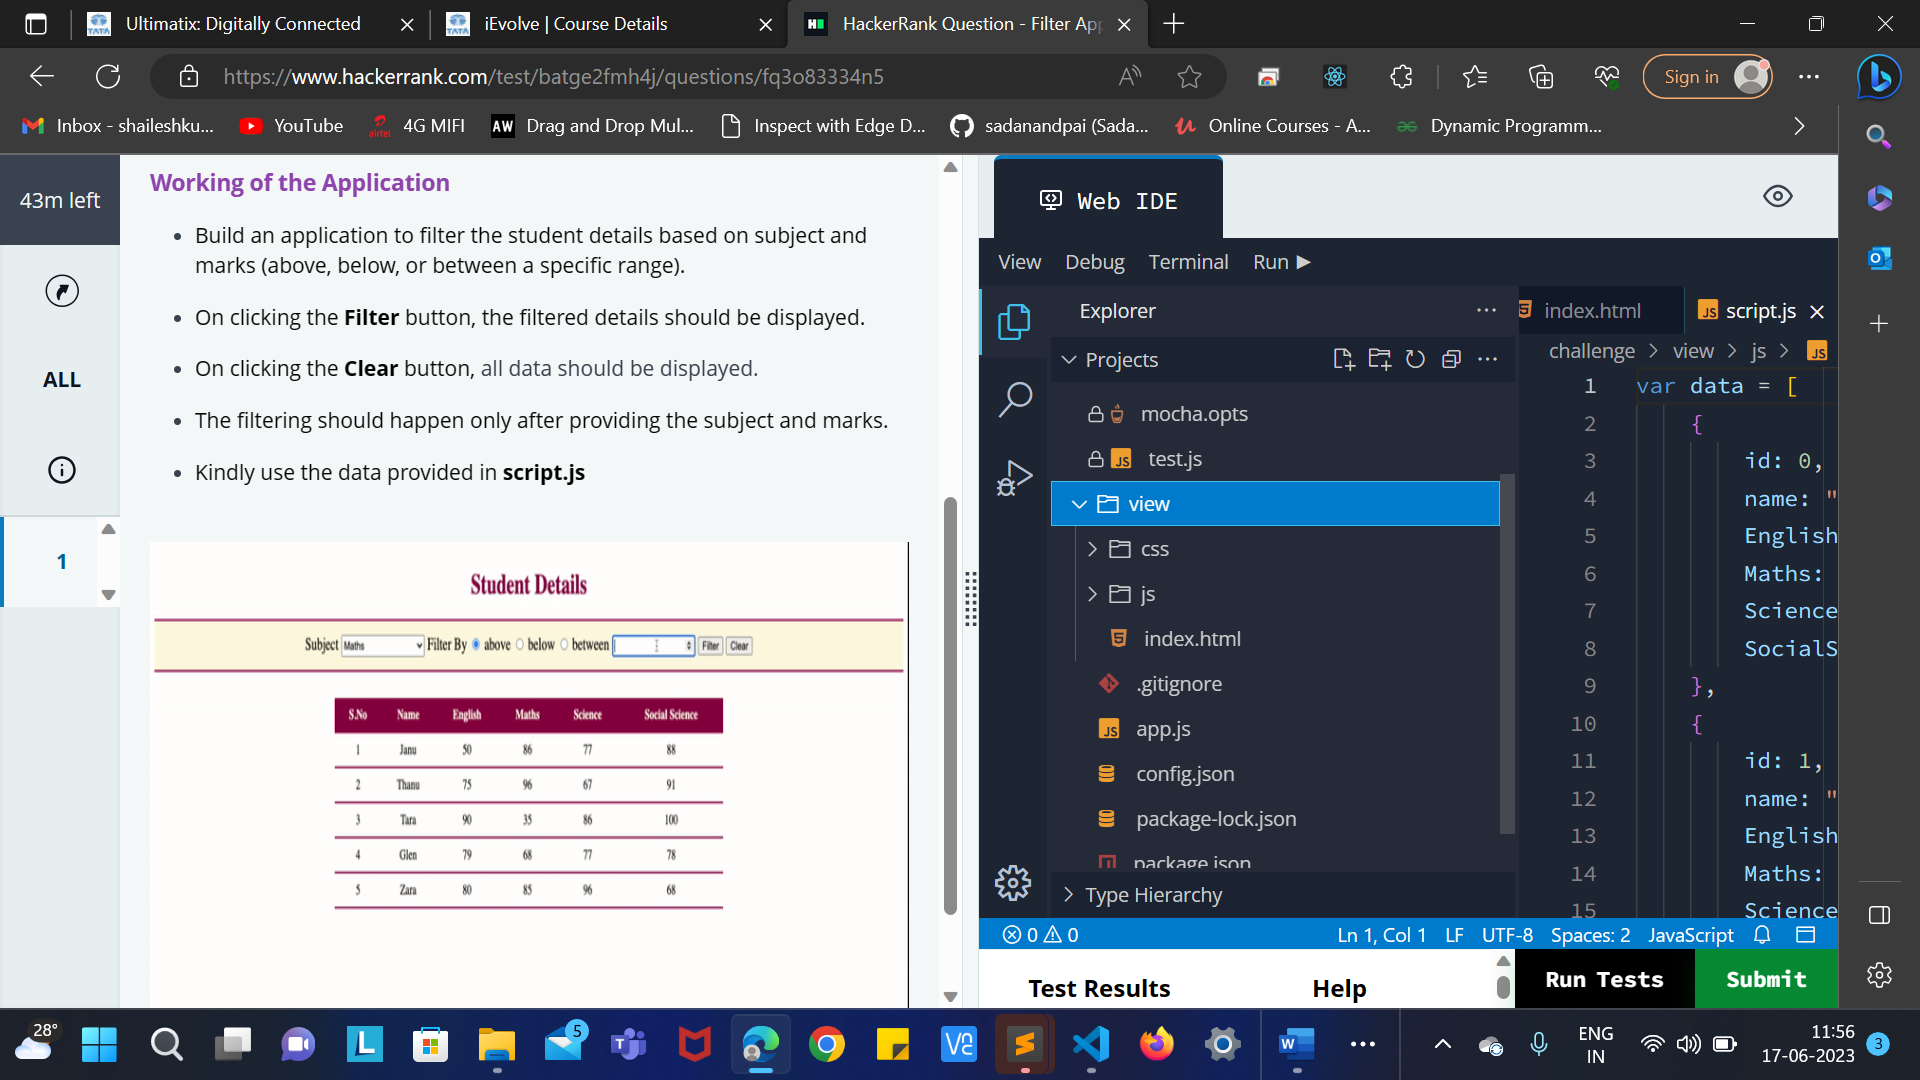 Ultimatix: Digitally Connected
iEvolve | Course Details
HackerRank Question - Filter App
https://www.hackerrank.com/test/batge2fmh4j/questions/fq3o83334n5
Sign in
Inbox - shaileshku...
YouTube
airtel 4G MIFI
AW Drag and Drop Mul...
Inspect with Edge D...
sadanandpai (Sada...
Online Courses - A...
Dynamic Programm...
43m left
ALL
1
Working of the Application
Build an application to filter the student details based on subject and
marks (above, below, or between a specific range).
On clicking the Filter button, the filtered details should be displayed.
On clicking the Clear button, all data should be displayed.
The filtering should happen only after providing the subject and marks.
Kindly use the data provided in script.js
Student Details
Subject Maths Filter By above below between Filter Clear
S.No Name English Maths Science Social Science
1 Janu 50 86 77 88
2 Thanu 75 96 67 91
3 Tara 90 35 86 100
4 Glen 79 68 77 78
5 Zara 80 85 96 68
Web IDE
View Debug Terminal Run
Explorer
Projects
mocha.opts
JS test.js
view
css
js
index.html
.gitignore
JS app.js
config.json
package-lock.json
package.json
Type Hierarchy
index.html
JS script.js
challenge > view > js > JS
1 var data = [
2 {
3 id: 0,
4 name: "
5 English
6 Maths:
7 Science
8 SocialS
9 },
10 {
11 id: 1,
12 name: "
13 English
14 Maths:
15 Science
0 0
Ln 1, Col 1 LF UTF-8 Spaces: 2 JavaScript
Test Results
Help
Run Tests
Submit
28°
5
ENG
IN
11:56
17-06-2023
3